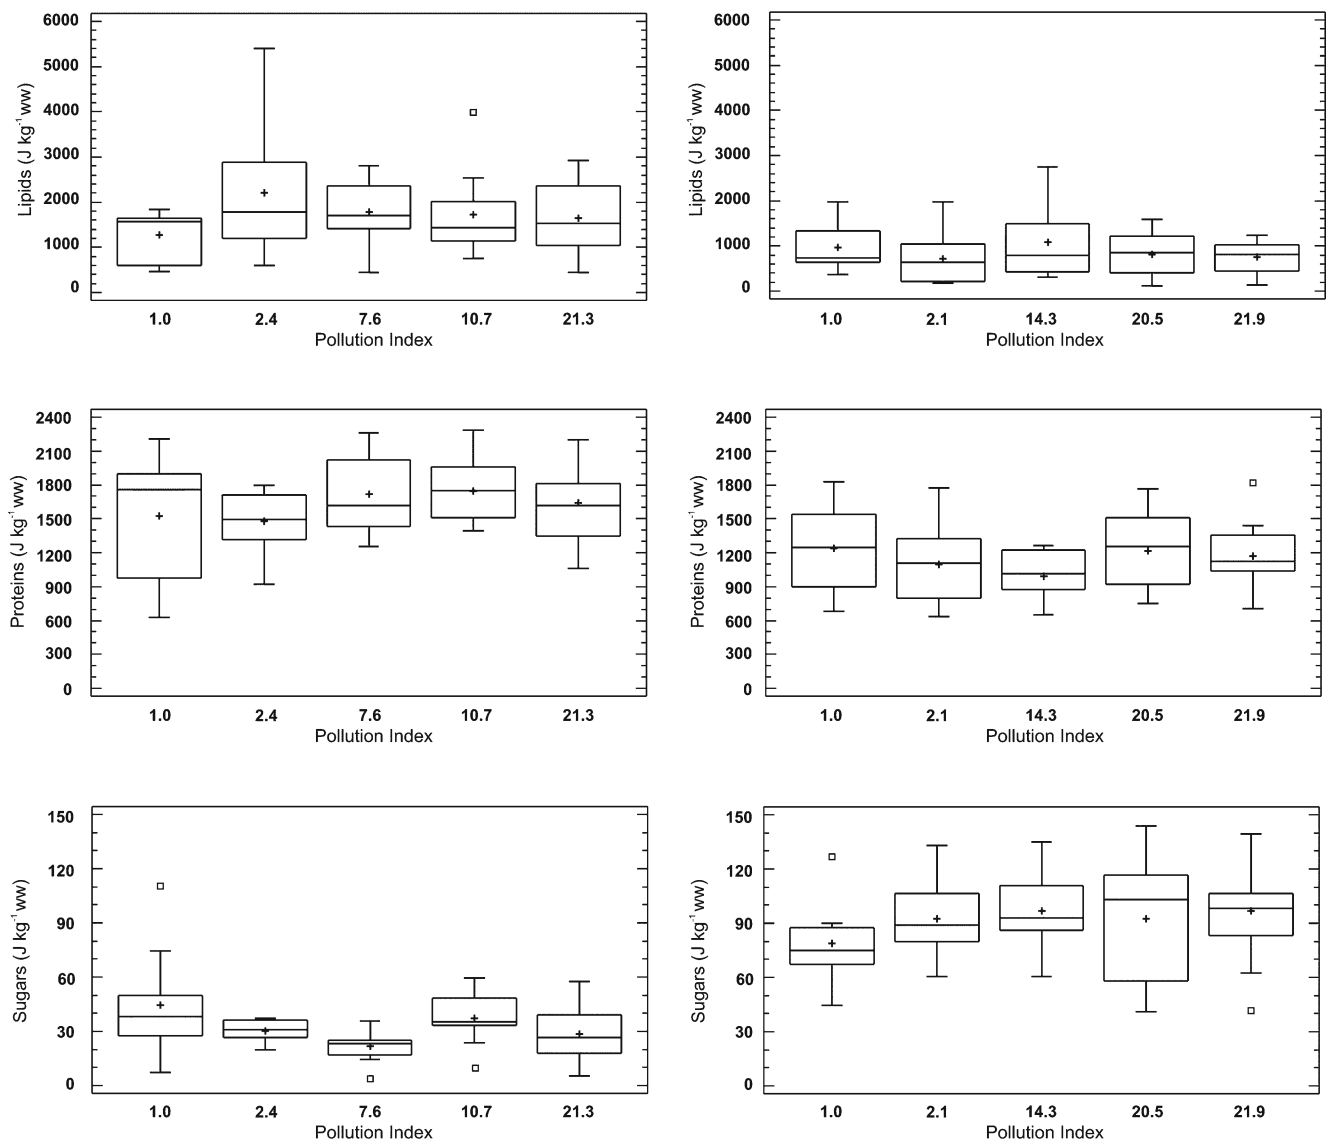 6000
5000
4000
3000
2000
1000
0
Lipids (J kg⁻¹ ww)
1.0 2.4 7.6 10.7 21.3
Pollution Index
6000
5000
4000
3000
2000
1000
0
Lipids (J kg⁻¹ ww)
1.0 2.1 14.3 20.5 21.9
Pollution Index
2400
2100
1800
1500
1200
900
600
300
0
Proteins (J kg⁻¹ ww)
1.0 2.4 7.6 10.7 21.3
Pollution Index
2400
2100
1800
1500
1200
900
600
300
0
Proteins (J kg⁻¹ ww)
1.0 2.1 14.3 20.5 21.9
Pollution Index
150
120
90
60
30
0
Sugars (J kg⁻¹ ww)
1.0 2.4 7.6 10.7 21.3
Pollution Index
150
120
90
60
30
0
Sugars (J kg⁻¹ ww)
1.0 2.1 14.3 20.5 21.9
Pollution Index